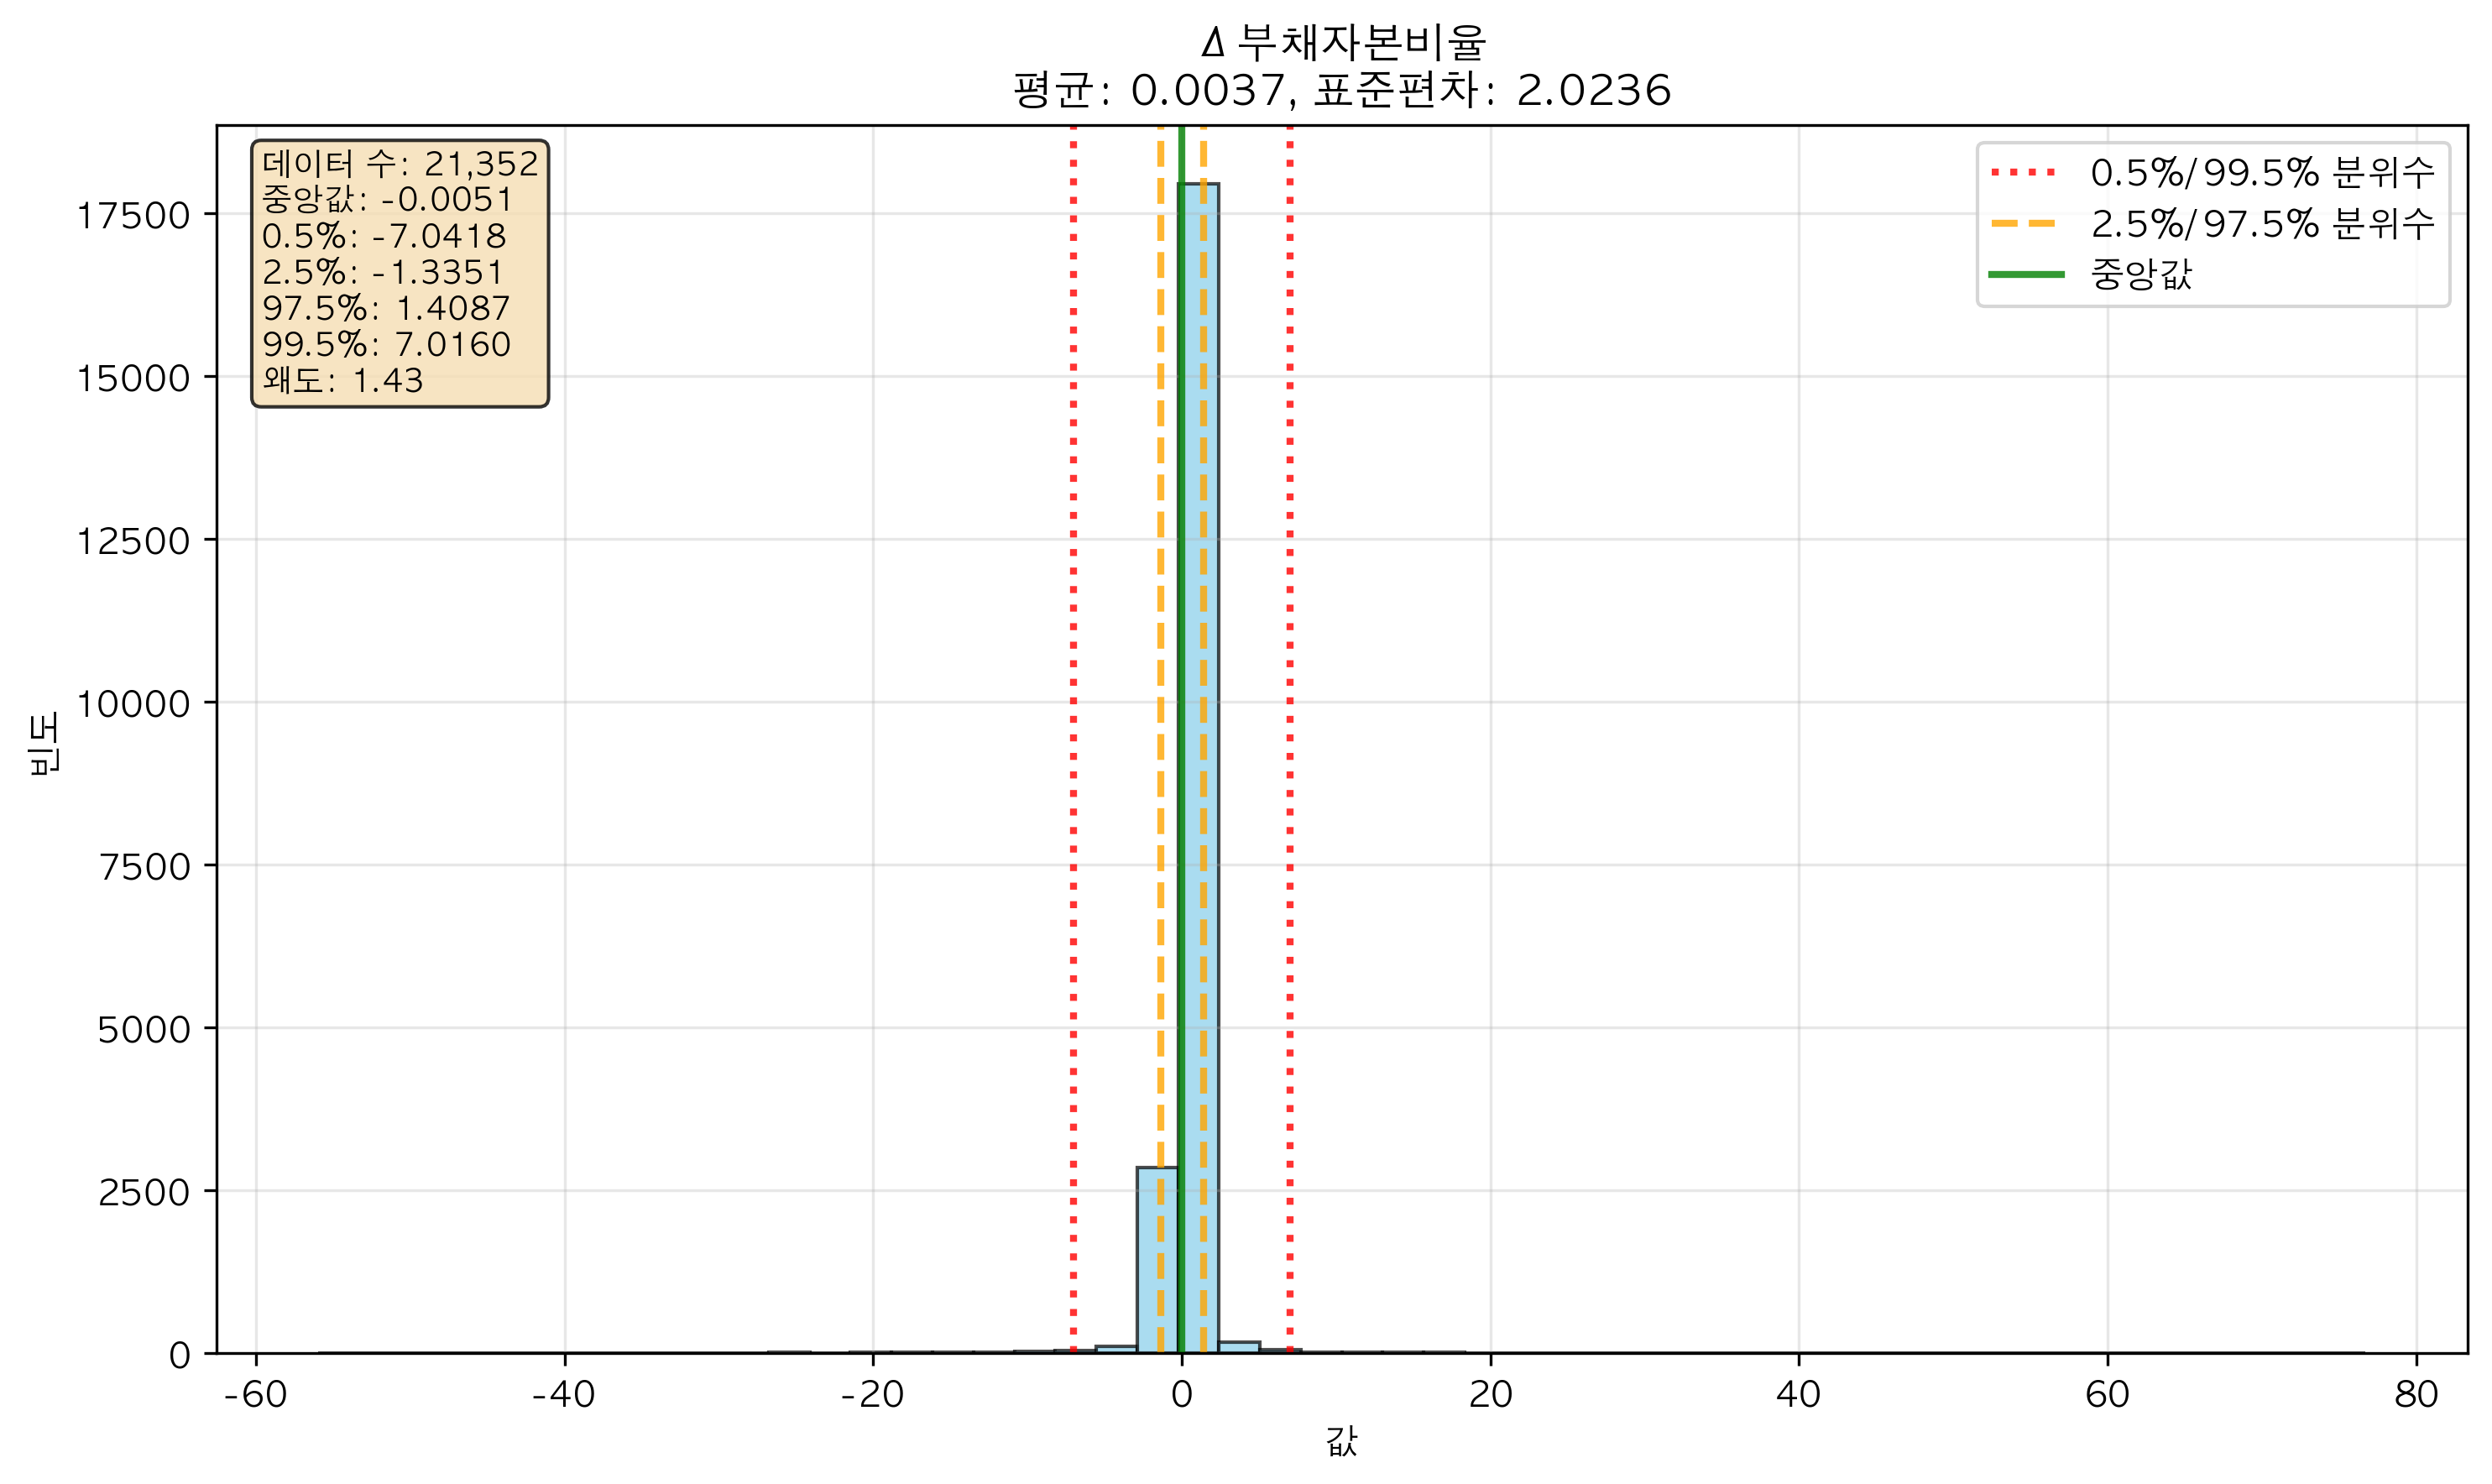 Δ 부채자본비율
평균: 0.0037, 표준편차: 2.0236
데이터 수: 21,352
중앙값: -0.0051
0.5%: -7.0418
2.5%: -1.3351
97.5%: 1.4087
99.5%: 7.0160
왜도: 1.43
0.5%/99.5% 분위수
2.5%/97.5% 분위수
중앙값
17500
15000
12500
10000
7500
5000
2500
0
빈도
-60 -40 -20 0 20 40 60 80
값